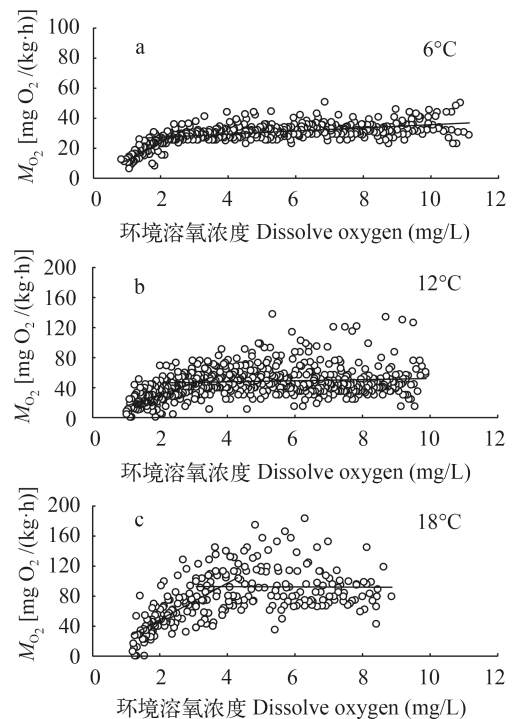 100
a
6°C
80
60
40
20
0
M_O2 [mg O2/(kg·h)]
0 2 4 6 8 10 12
环境溶氧浓度 Dissolve oxygen (mg/L)
200
b
12°C
160
120
80
40
0
M_O2 [mg O2/(kg·h)]
0 2 4 6 8 10 12
环境溶氧浓度 Dissolve oxygen (mg/L)
200
c
18°C
160
120
80
40
0
M_O2 [mg O2/(kg·h)]
0 2 4 6 8 10 12
环境溶氧浓度 Dissolve oxygen (mg/L)